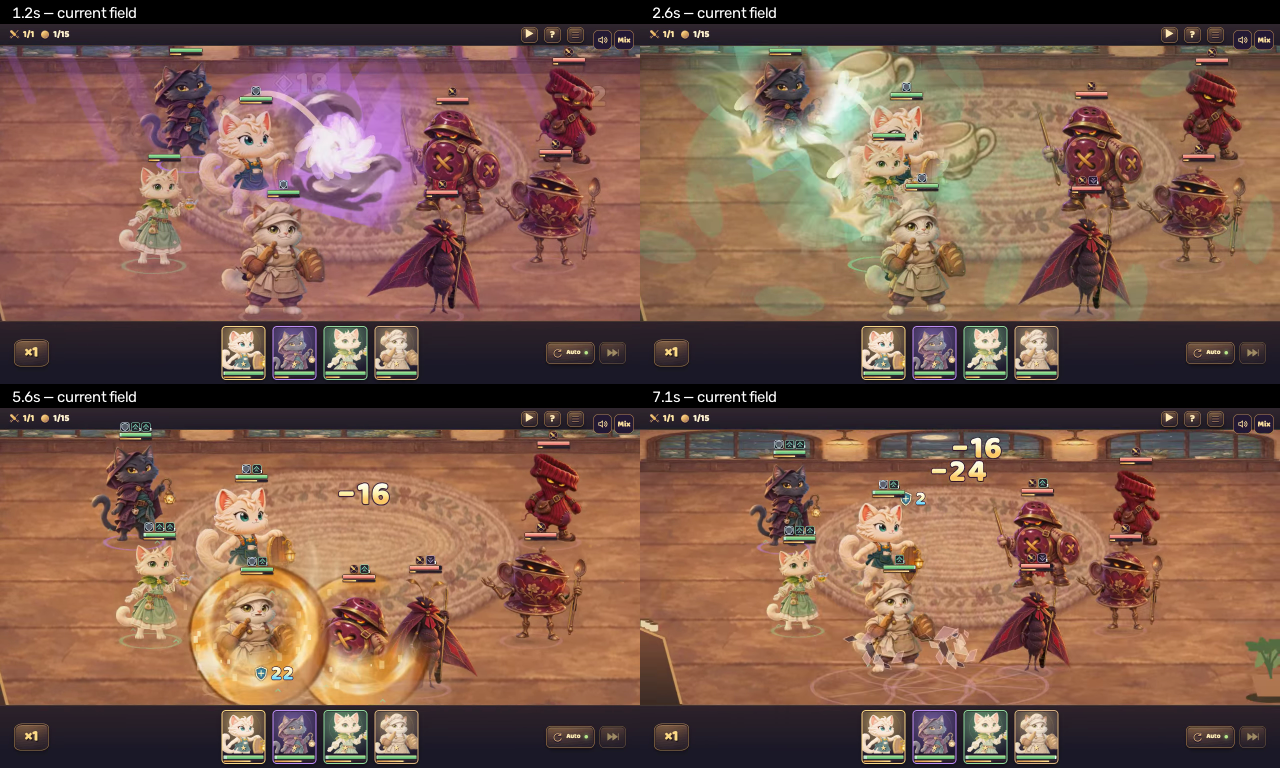 1.2s — current field
1/1 1/15
? Mix
18
2
×1
Auto
2.6s — current field
1/1 1/15
? Mix
×1
Auto
5.6s — current field
1/1 1/15
? Mix
-16
22
×1
Auto
7.1s — current field
1/1 1/15
? Mix
-16
-24
2
×1
Auto